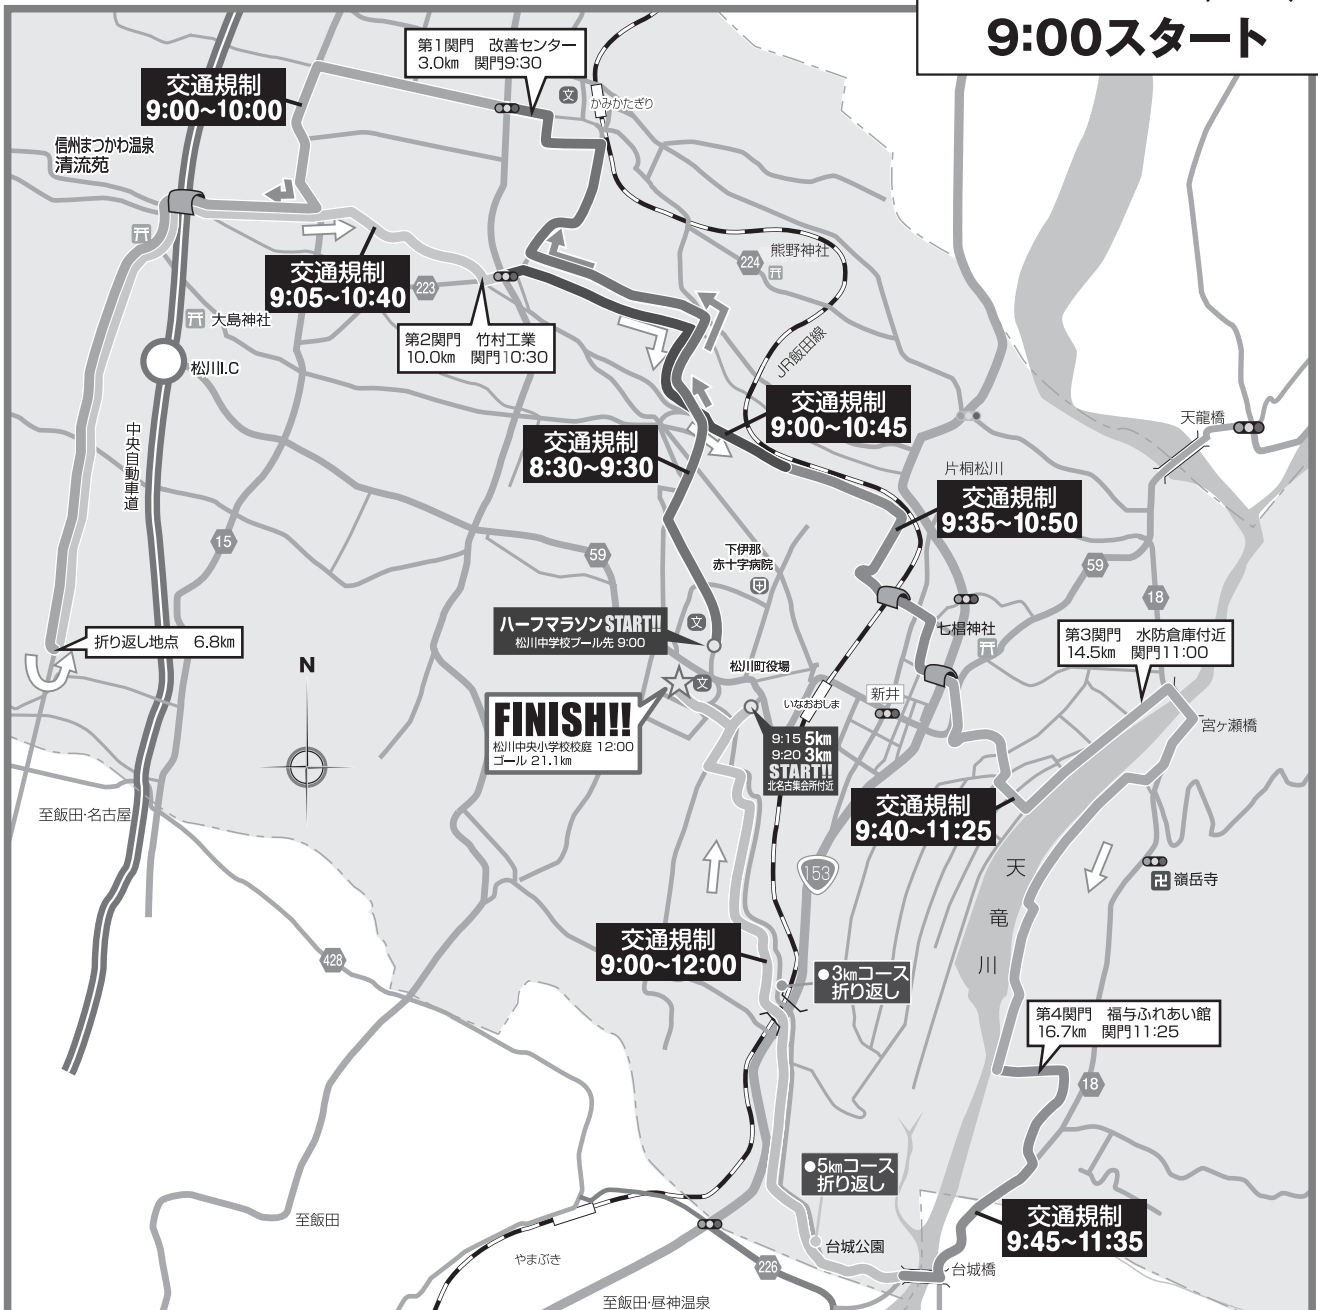 9:00スタート
第1関門 改善センター
3.0km 関門9:30
交通規制
9:00~10:00
文
かみかたぎり
信州まつかわ温泉
清流苑
224
熊野神社
交通規制
9:05~10:40
223
大島神社
第2関門 竹村工業
10.0km 関門10:30
JR飯田線
松川I.C
交通規制
9:00~10:45
天龍橋
中央自動車道
交通規制
8:30~9:30
片桐松川
交通規制
9:35~10:50
15
59
下伊那
赤十字病院
59
18
ハーフマラソン START!!
松川中学校プール先 9:00
文
七椙神社
折り返し地点 6.8km
第3関門 水防倉庫付近
14.5km 関門11:00
N
松川町役場
文
新井
いなおおしま
宮ヶ瀬橋
FINISH!!
松川中央小学校校庭 12:00
ゴール 21.1km
9:15 5km
9:20 3km
START!!
北名古集会所付近
至飯田・名古屋
交通規制
9:40~11:25
153
天竜川
嶺岳寺
交通規制
9:00~12:00
428
●3kmコース
折り返し
第4関門 福与ふれあい館
16.7km 関門11:25
18
●5kmコース
折り返し
至飯田
交通規制
9:45~11:35
台城公園
やまぶき
226
台城橋
至飯田・昼神温泉